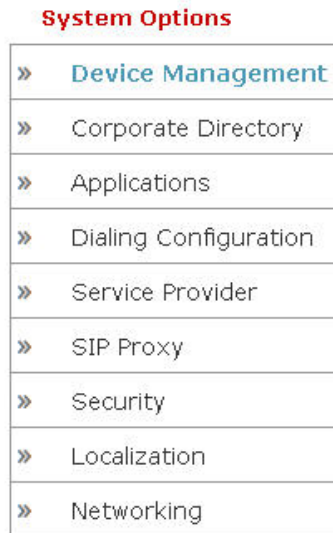 System Options
» Device Management
» Corporate Directory
» Applications
» Dialing Configuration
» Service Provider
» SIP Proxy
» Security
» Localization
» Networking